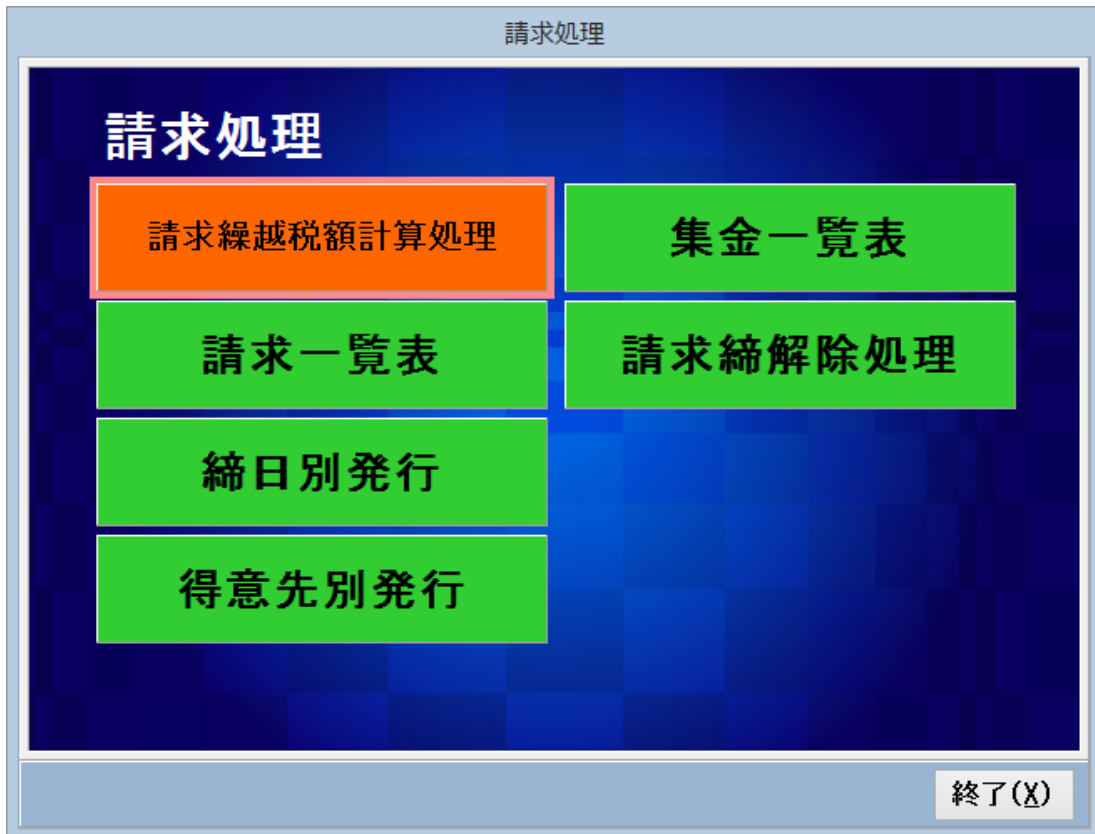 請求処理
請求処理
請求繰越税額計算処理
集金一覧表
請求一覧表
請求締解除処理
締日別発行
得意先別発行
終了(X)